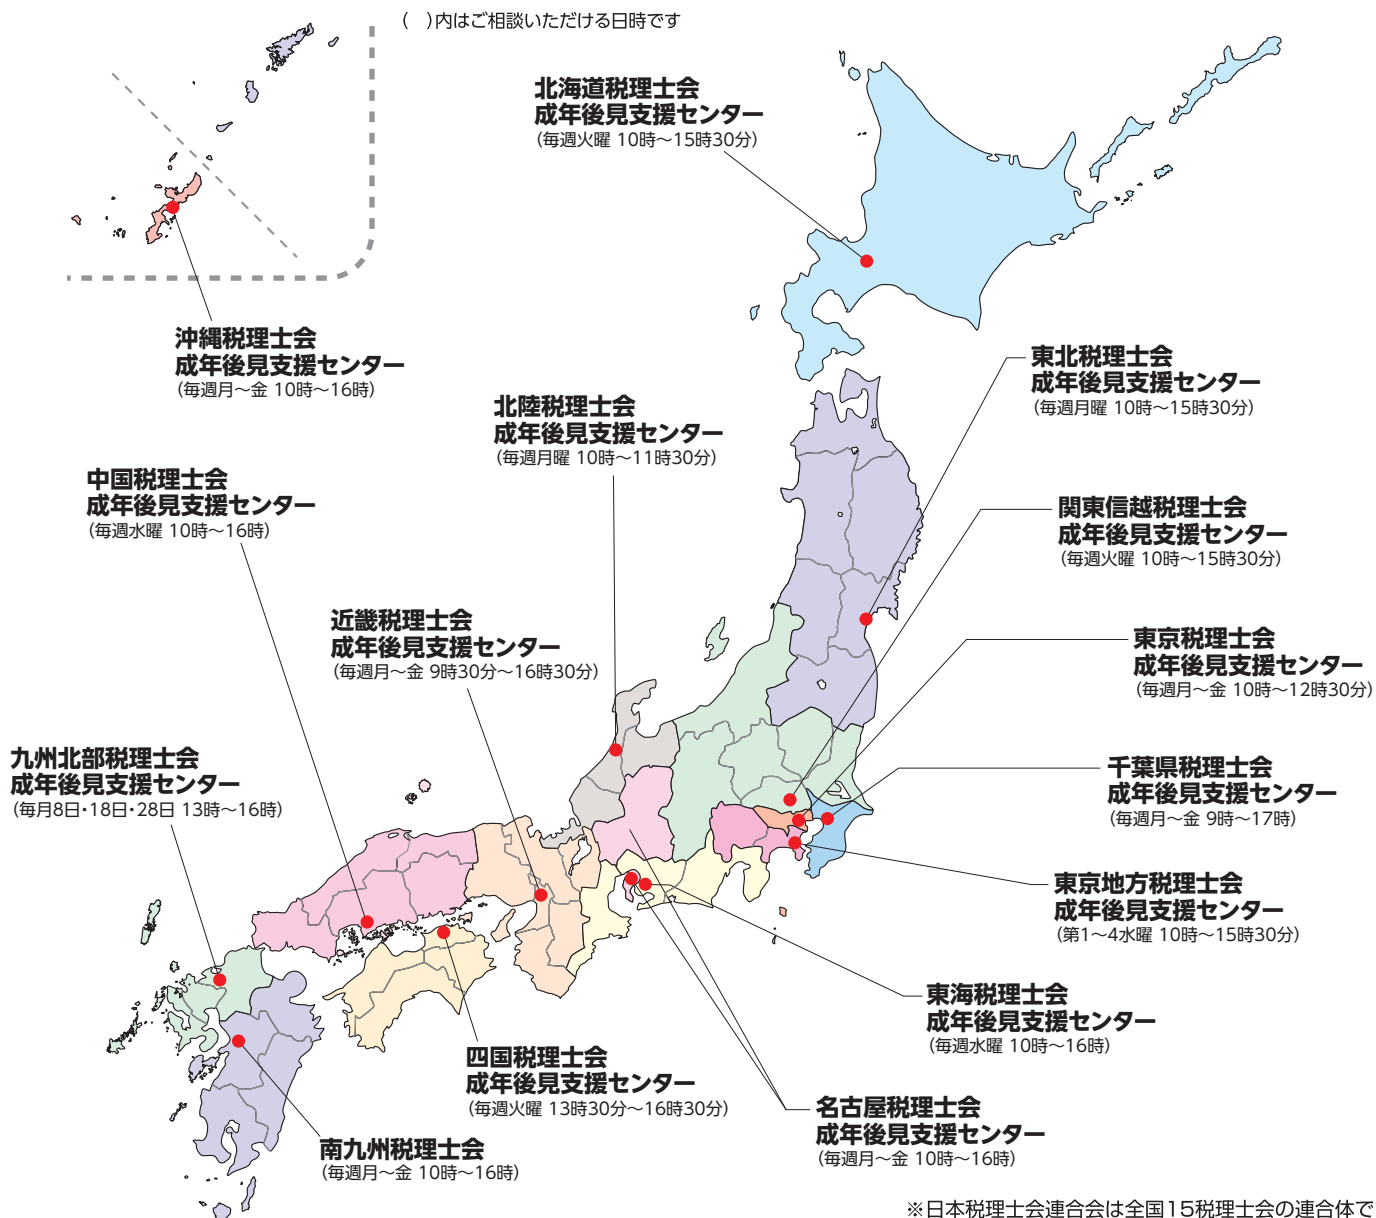 （　）内はご相談いただける日時です
北海道税理士会
成年後見支援センター
（毎週火曜 10時～15時30分）
沖縄税理士会
成年後見支援センター
（毎週月～金 10時～16時）
東北税理士会
成年後見支援センター
（毎週月曜 10時～15時30分）
北陸税理士会
成年後見支援センター
（毎週月曜 10時～11時30分）
中国税理士会
成年後見支援センター
（毎週水曜 10時～16時）
関東信越税理士会
成年後見支援センター
（毎週火曜 10時～15時30分）
近畿税理士会
成年後見支援センター
（毎週月～金 9時30分～16時30分）
東京税理士会
成年後見支援センター
（毎週月～金 10時～12時30分）
九州北部税理士会
成年後見支援センター
（毎月8日・18日・28日 13時～16時）
千葉県税理士会
成年後見支援センター
（毎週月～金 9時～17時）
東京地方税理士会
成年後見支援センター
（第1～4水曜 10時～15時30分）
東海税理士会
成年後見支援センター
（毎週水曜 10時～16時）
四国税理士会
成年後見支援センター
（毎週火曜 13時30分～16時30分）
名古屋税理士会
成年後見支援センター
（毎週月～金 10時～16時）
南九州税理士会
（毎週月～金 10時～16時）
※日本税理士会連合会は全国15税理士会の連合体で